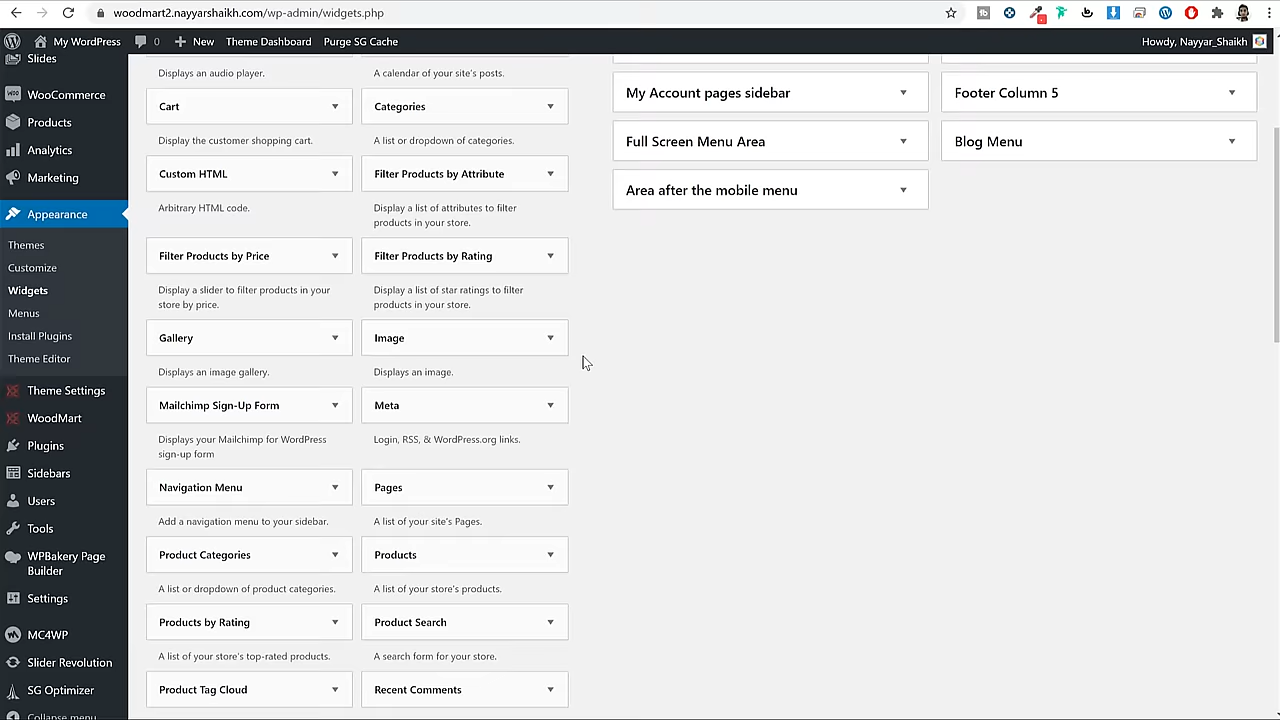 woodmart2.nayyarshaikh.com/wp-admin/widgets.php
My WordPress
0
New
Theme Dashboard
Purge SG Cache
Howdy, Nayyar_Shaikh
Slides
WooCommerce
Products
Analytics
Marketing
Appearance
Themes
Customize
Widgets
Menus
Install Plugins
Theme Editor
Theme Settings
WoodMart
Plugins
Sidebars
Users
Tools
WPBakery Page
Builder
Settings
MC4WP
Slider Revolution
SG Optimizer
Collapse menu
Displays an audio player.
A calendar of your site's posts.
Cart
Categories
Display the customer shopping cart.
A list or dropdown of categories.
Custom HTML
Filter Products by Attribute
Arbitrary HTML code.
Display a list of attributes to filter
products in your store.
Filter Products by Price
Filter Products by Rating
Display a slider to filter products in your
store by price.
Display a list of star ratings to filter
products in your store.
Gallery
Image
Displays an image gallery.
Displays an image.
Mailchimp Sign-Up Form
Meta
Displays your Mailchimp for WordPress
sign-up form
Login, RSS, & WordPress.org links.
Navigation Menu
Pages
Add a navigation menu to your sidebar.
A list of your site's Pages.
Product Categories
Products
A list or dropdown of product categories.
A list of your store's products.
Products by Rating
Product Search
A list of your store's top-rated products.
A search form for your store.
Product Tag Cloud
Recent Comments
My Account pages sidebar
Footer Column 5
Full Screen Menu Area
Blog Menu
Area after the mobile menu